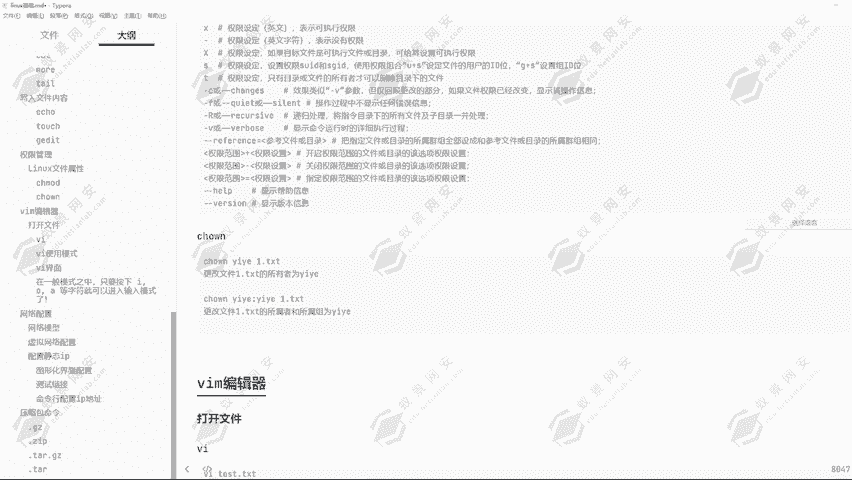 linux基础.md• - Typora
文件(F) 编辑(E) 段落(P) 格式(O) 视图(V) 主题(T) 帮助(H)
文件 大纲
more
tail
写入文件内容
echo
touch
gedit
权限管理
Linux文件属性
chmod
chown
vim编辑器
打开文件
vi
vi使用模式
vi界面
在一般模式之中，只要按下 i, o, a 等字符就可以进入输入模式了！
网络配置
网络模型
虚拟网络配置
配置静态ip
图形化界面配置
测试链接
命令行配置ip地址
压缩包命令
.gz
.zip
.tar.gz
.tar
x # 权限设定（英文），表示可执行权限
- # 权限设定（英文字符），表示没有权限
X # 权限设定，如果目标文件是可执行文件或目录，可给其设置可执行权限
s # 权限设定，设置权限suid和sgid，使用权限组合“u+s”设定文件的用户的ID位，“g+s”设置组ID位
t # 权限设定，只有目录或文件的所有者才可以删除目录下的文件
-c或--changes # 效果类似“-v”参数，但仅回报更改的部分，如果文件权限已经改变，显示其操作信息；
-f或--quiet或--silent # 操作过程中不显示任何错误信息；
-R或--recursive # 递归处理，将指令目录下的所有文件及子目录一并处理；
-v或--verbose # 显示命令运行时的详细执行过程；
--reference=<参考文件或目录> # 把指定文件或目录的所属群组全部设成和参考文件或目录的所属群组相同；
<权限范围>+<权限设置> # 开启权限范围的文件或目录的该选项权限设置；
<权限范围>-<权限设置> # 关闭权限范围的文件或目录的该选项权限设置；
<权限范围>=<权限设置> # 指定权限范围的文件或目录的该选项权限设置；
--help # 显示帮助信息
--version # 显示版本信息
chown
chown yiye 1.txt
更改文件1.txt的所有者为yiye
chown yiye:yiye 1.txt
更改文件1.txt的所属者和所属组为yiye
vim编辑器
打开文件
vi
vi test.txt
8047
蚁景网安
edu.hetianlab.com